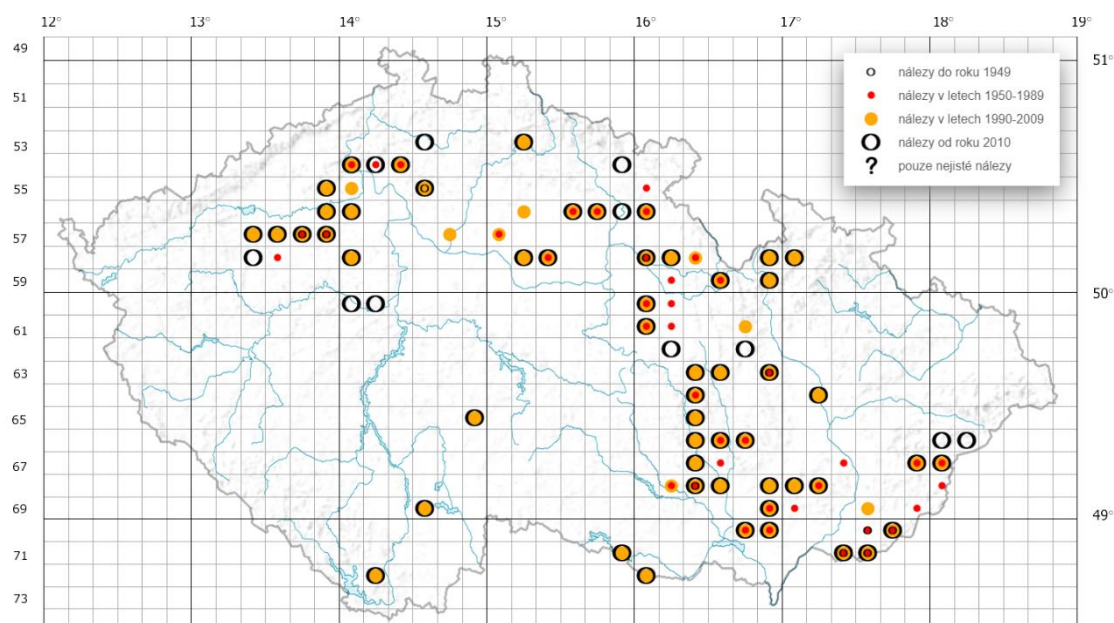 12° 13° 14° 15° 16° 17° 18° 19°
49 51°
nálezy do roku 1949
51
nálezy v letech 1950-1989
53
nálezy v letech 1990-2009
nálezy od roku 2010
55
? pouze nejisté nálezy
57
59 50°
61
63
65
67
69 49°
71
73